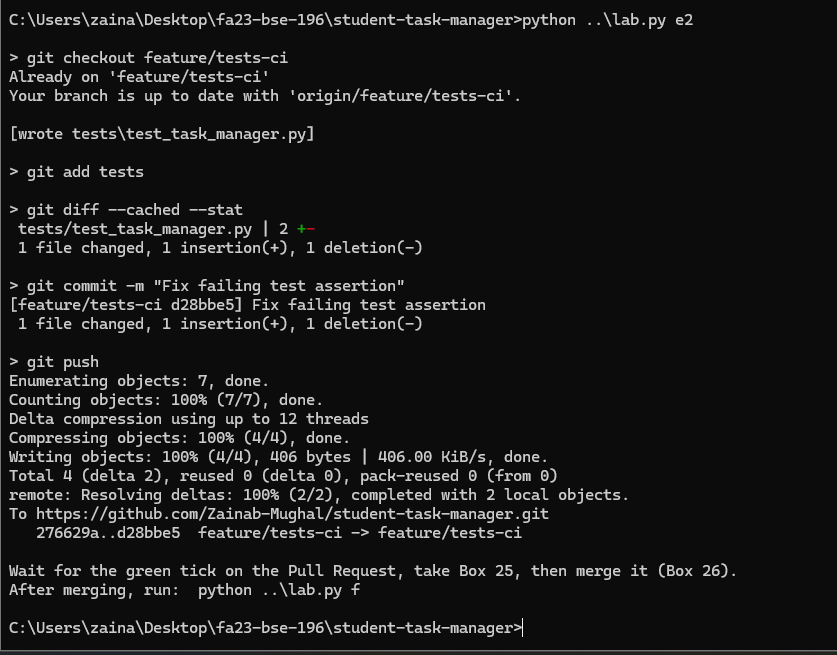 C:\Users\zaina\Desktop\fa23-bse-196\student-task-manager>python ..\lab.py e2
> git checkout feature/tests-ci
Already on 'feature/tests-ci'
Your branch is up to date with 'origin/feature/tests-ci'.
[wrote tests\test_task_manager.py]
> git add tests
> git diff --cached --stat
 tests/test_task_manager.py | 2 +-
 1 file changed, 1 insertion(+), 1 deletion(-)
> git commit -m "Fix failing test assertion"
[feature/tests-ci d28bbe5] Fix failing test assertion
 1 file changed, 1 insertion(+), 1 deletion(-)
> git push
Enumerating objects: 7, done.
Counting objects: 100% (7/7), done.
Delta compression using up to 12 threads
Compressing objects: 100% (4/4), done.
Writing objects: 100% (4/4), 406 bytes | 406.00 KiB/s, done.
Total 4 (delta 2), reused 0 (delta 0), pack-reused 0 (from 0)
remote: Resolving deltas: 100% (2/2), completed with 2 local objects.
To https://github.com/Zainab-Mughal/student-task-manager.git
   276629a..d28bbe5  feature/tests-ci -> feature/tests-ci
Wait for the green tick on the Pull Request, take Box 25, then merge it (Box 26).
After merging, run:  python ..\lab.py f
C:\Users\zaina\Desktop\fa23-bse-196\student-task-manager>